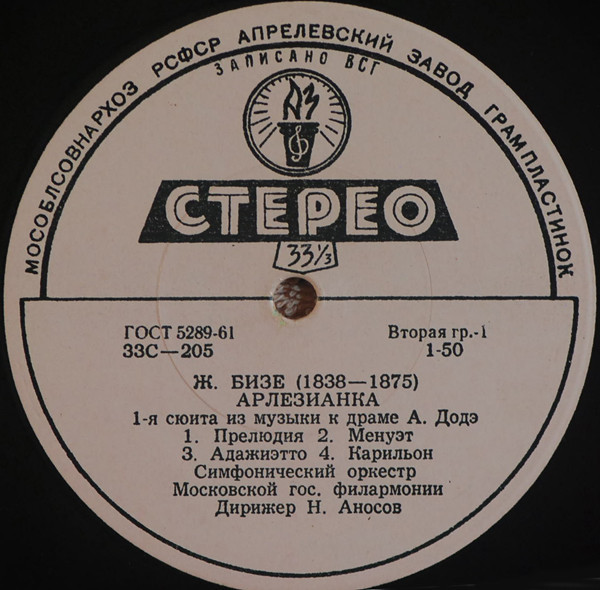 МОСОБЛСОВНАРХОЗ РСФСР АПРЕЛЕВСКИЙ ЗАВОД ГРАМПЛАСТИНОК
ЗАПИСАНО ВСГ
АЗ
СТЕРЕО
33⅓
ГОСТ 5289-61
Вторая гр.-1
33С—205
1-50
Ж. БИЗЕ (1838—1875)
АРЛЕЗИАНКА
1-я сюита из музыки к драме А. Додэ
1. Прелюдия 2. Менуэт
3. Адажиэтто 4. Карильон
Симфонический оркестр
Московской гос. филармонии
Дирижер Н. Аносов